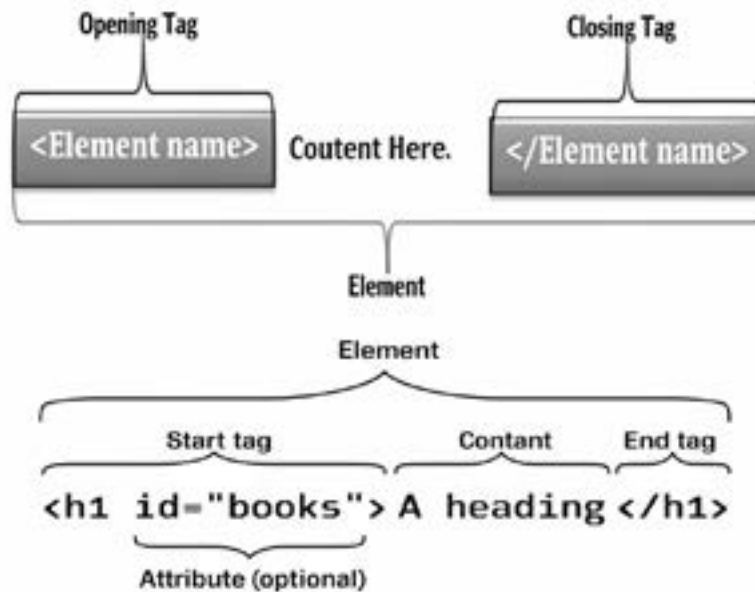 Opening Tag Closing Tag
<Element name> Coutent Here. </Element name>
Element
Element
Start tag Contant End tag
<h1 id="books">A heading</h1>
Attribute (optional)